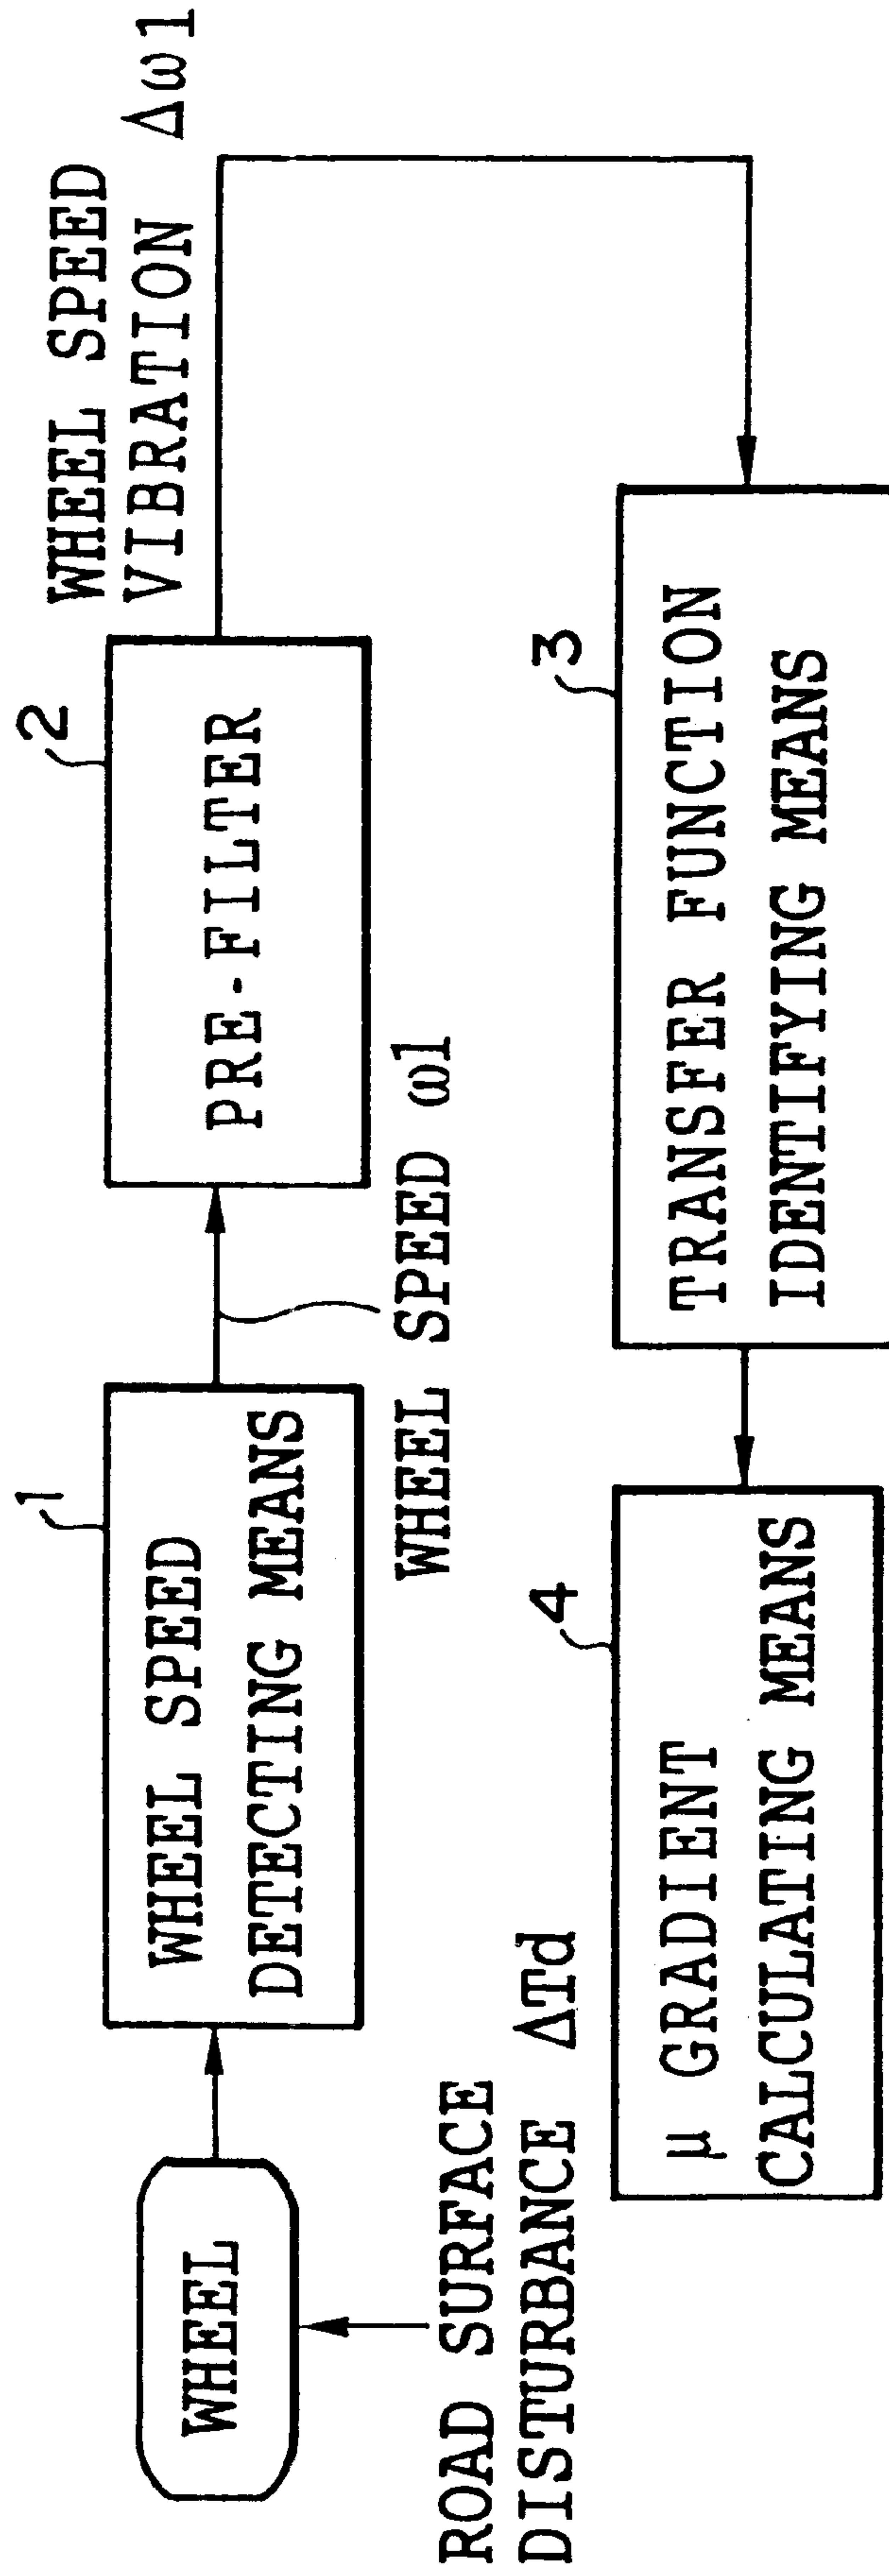 WHEEL
ROAD SURFACE
DISTURBANCE ΔTd
1
WHEEL SPEED
DETECTING MEANS
WHEEL SPEED ω1
2
PRE-FILTER
WHEEL SPEED
VIBRATION Δω1
3
TRANSFER FUNCTION
IDENTIFYING MEANS
4
μ GRADIENT
CALCULATING MEANS